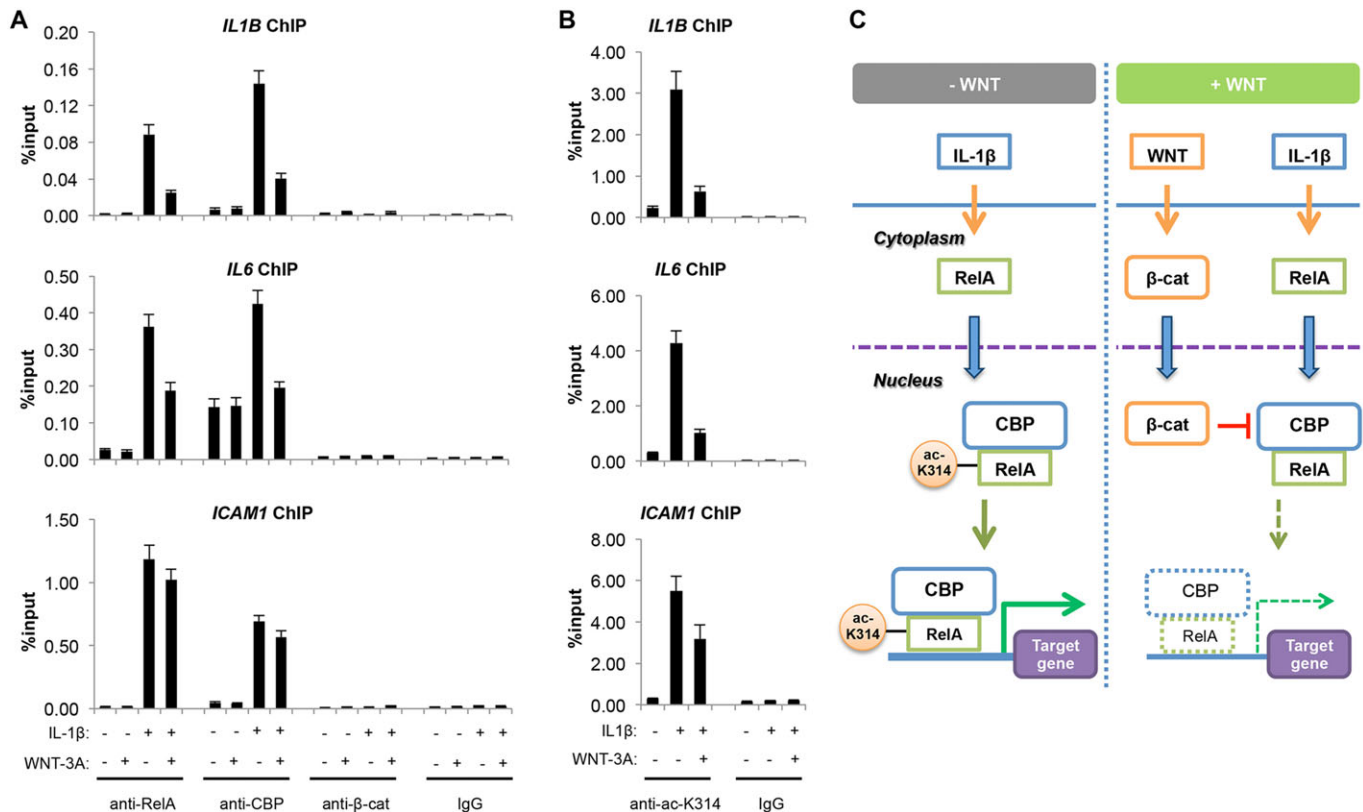 A
IL1B ChIP
%input
0.20
0.16
0.12
0.08
0.04
0.00
IL6 ChIP
%input
0.50
0.40
0.30
0.20
0.10
0.00
ICAM1 ChIP
%input
1.50
1.00
0.50
0.00
IL-1β: - - + + - - + + - - + + - - + +
WNT-3A: - + - + - + - + - + - + - + - +
anti-RelA anti-CBP anti-β-cat IgG
B
IL1B ChIP
%input
4.00
3.00
2.00
1.00
0.00
IL6 ChIP
%input
6.00
4.00
2.00
0.00
ICAM1 ChIP
%input
8.00
6.00
4.00
2.00
0.00
IL1β: - + + - + +
WNT-3A: - - + - - +
anti-ac-K314 IgG
C
- WNT
IL-1β
Cytoplasm
RelA
Nucleus
CBP
ac-
K314
RelA
CBP
ac-
K314
RelA
Target
gene
+ WNT
WNT IL-1β
β-cat RelA
β-cat CBP
RelA
CBP
RelA
Target
gene